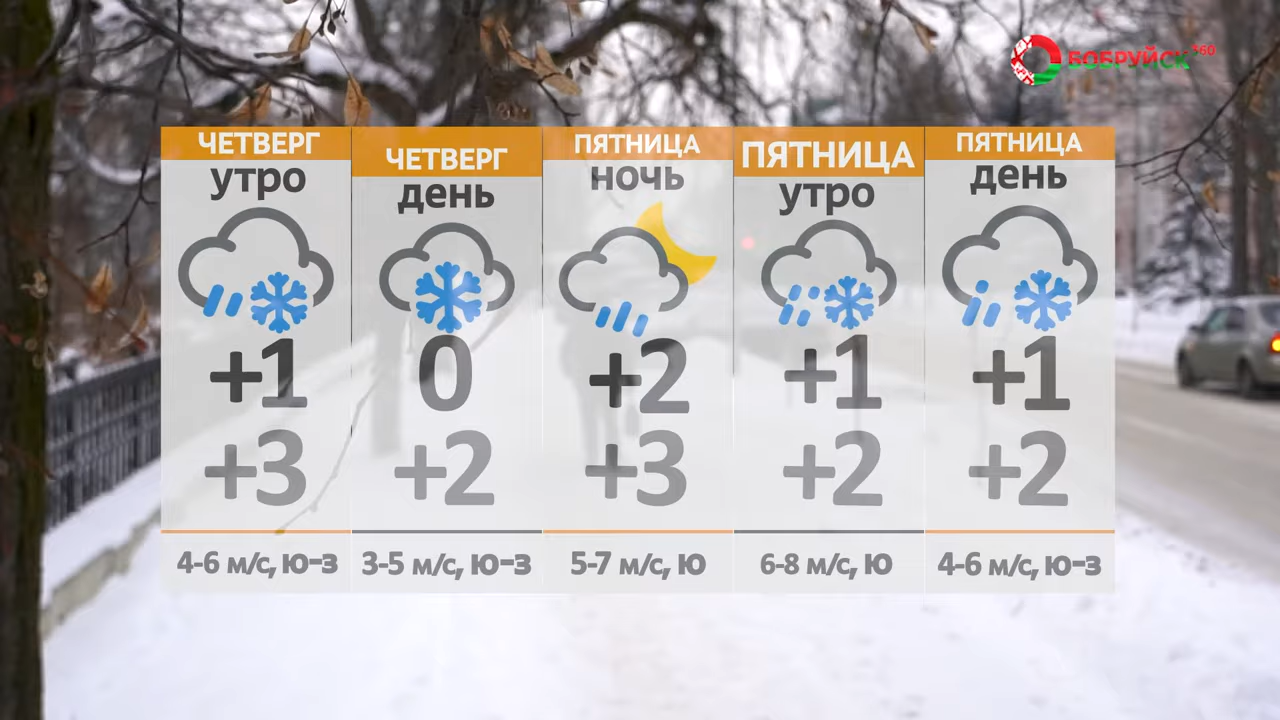 БОБРУЙСК360
ЧЕТВЕРГ
утро
+1
+3
4-6 м/с, ю-з
ЧЕТВЕРГ
день
0
+2
3-5 м/с, ю-з
ПЯТНИЦА
ночь
+2
+3
5-7 м/с, ю
ПЯТНИЦА
утро
+1
+2
6-8 м/с, ю
ПЯТНИЦА
день
+1
+2
4-6 м/с, ю-з